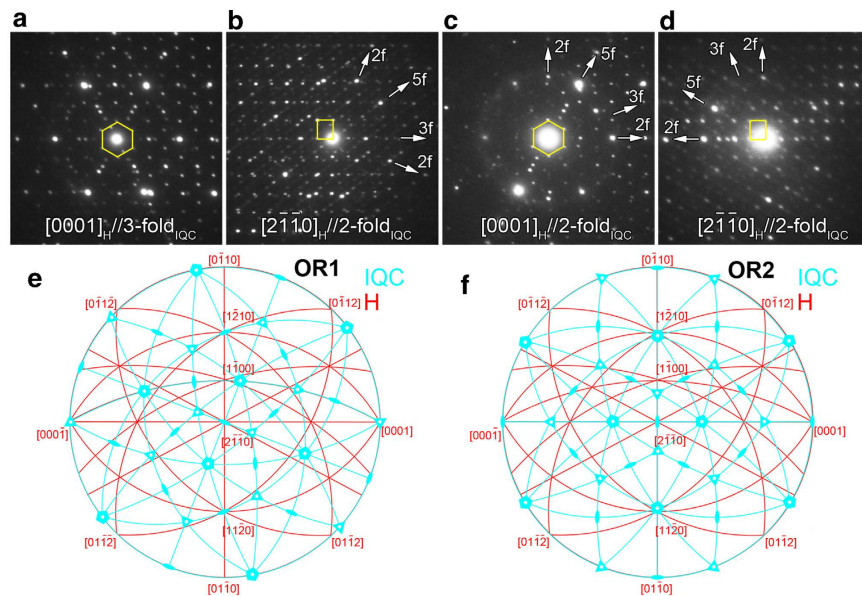 a
b
c
d
2f
5f
3f
2f
2f
5f
3f
2f
3f
2f
5f
2f
[0001]H//3-foldIQC
[21̄1̄0]H//2-foldIQC
[0001]H//2-foldIQC
[21̄1̄0]H//2-foldIQC
e
OR1
IQC
H
[01̄10]
[01̄12̄]
[01̄12]
[12̄10]
[11̄00]
[0001̄]
[0001]
[21̄1̄0]
[112̄0]
[011̄2̄]
[011̄2]
[011̄0]
f
OR2
IQC
H
[01̄10]
[01̄12̄]
[01̄12]
[12̄10]
[11̄00]
[0001̄]
[0001]
[21̄1̄0]
[112̄0]
[011̄2̄]
[011̄2]
[011̄0]